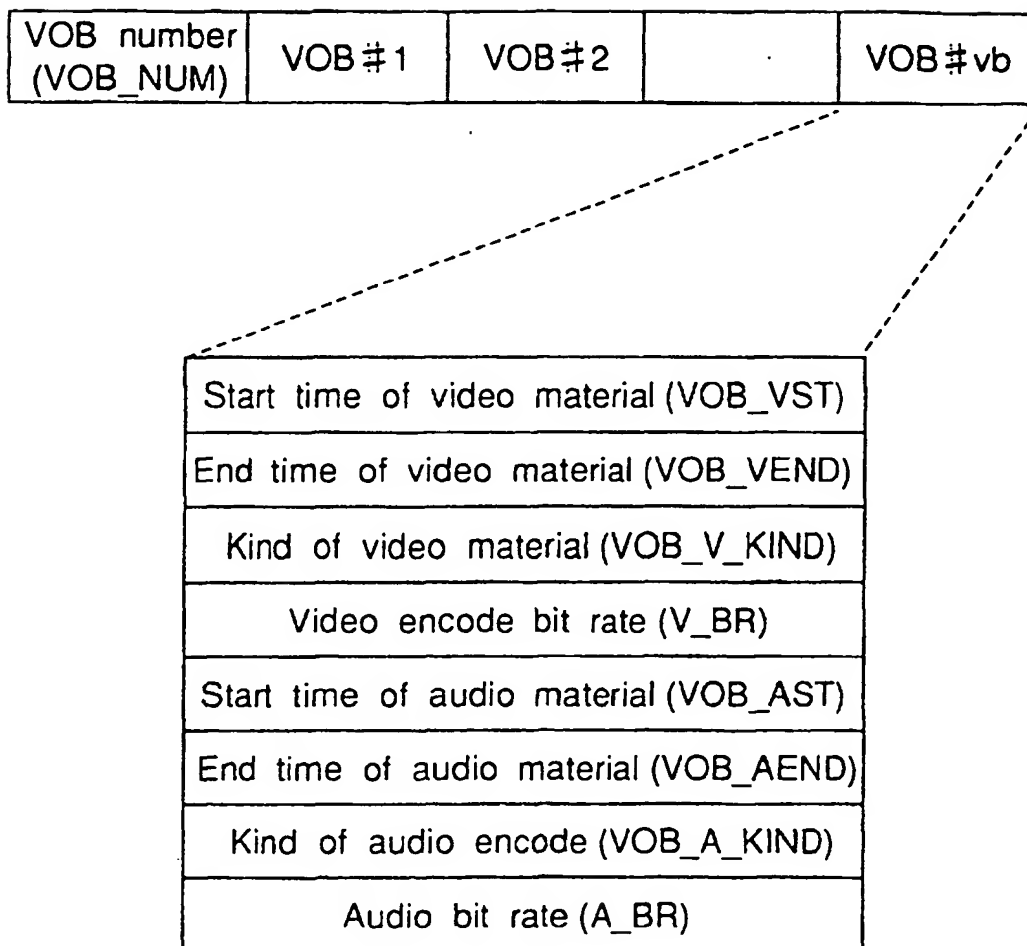 VOB number
(VOB_NUM)
VOB#1
VOB#2
VOB#vb
Start time of video material (VOB_VST)
End time of video material (VOB_VEND)
Kind of video material (VOB_V_KIND)
Video encode bit rate (V_BR)
Start time of audio material (VOB_AST)
End time of audio material (VOB_AEND)
Kind of audio encode (VOB_A_KIND)
Audio bit rate (A_BR)